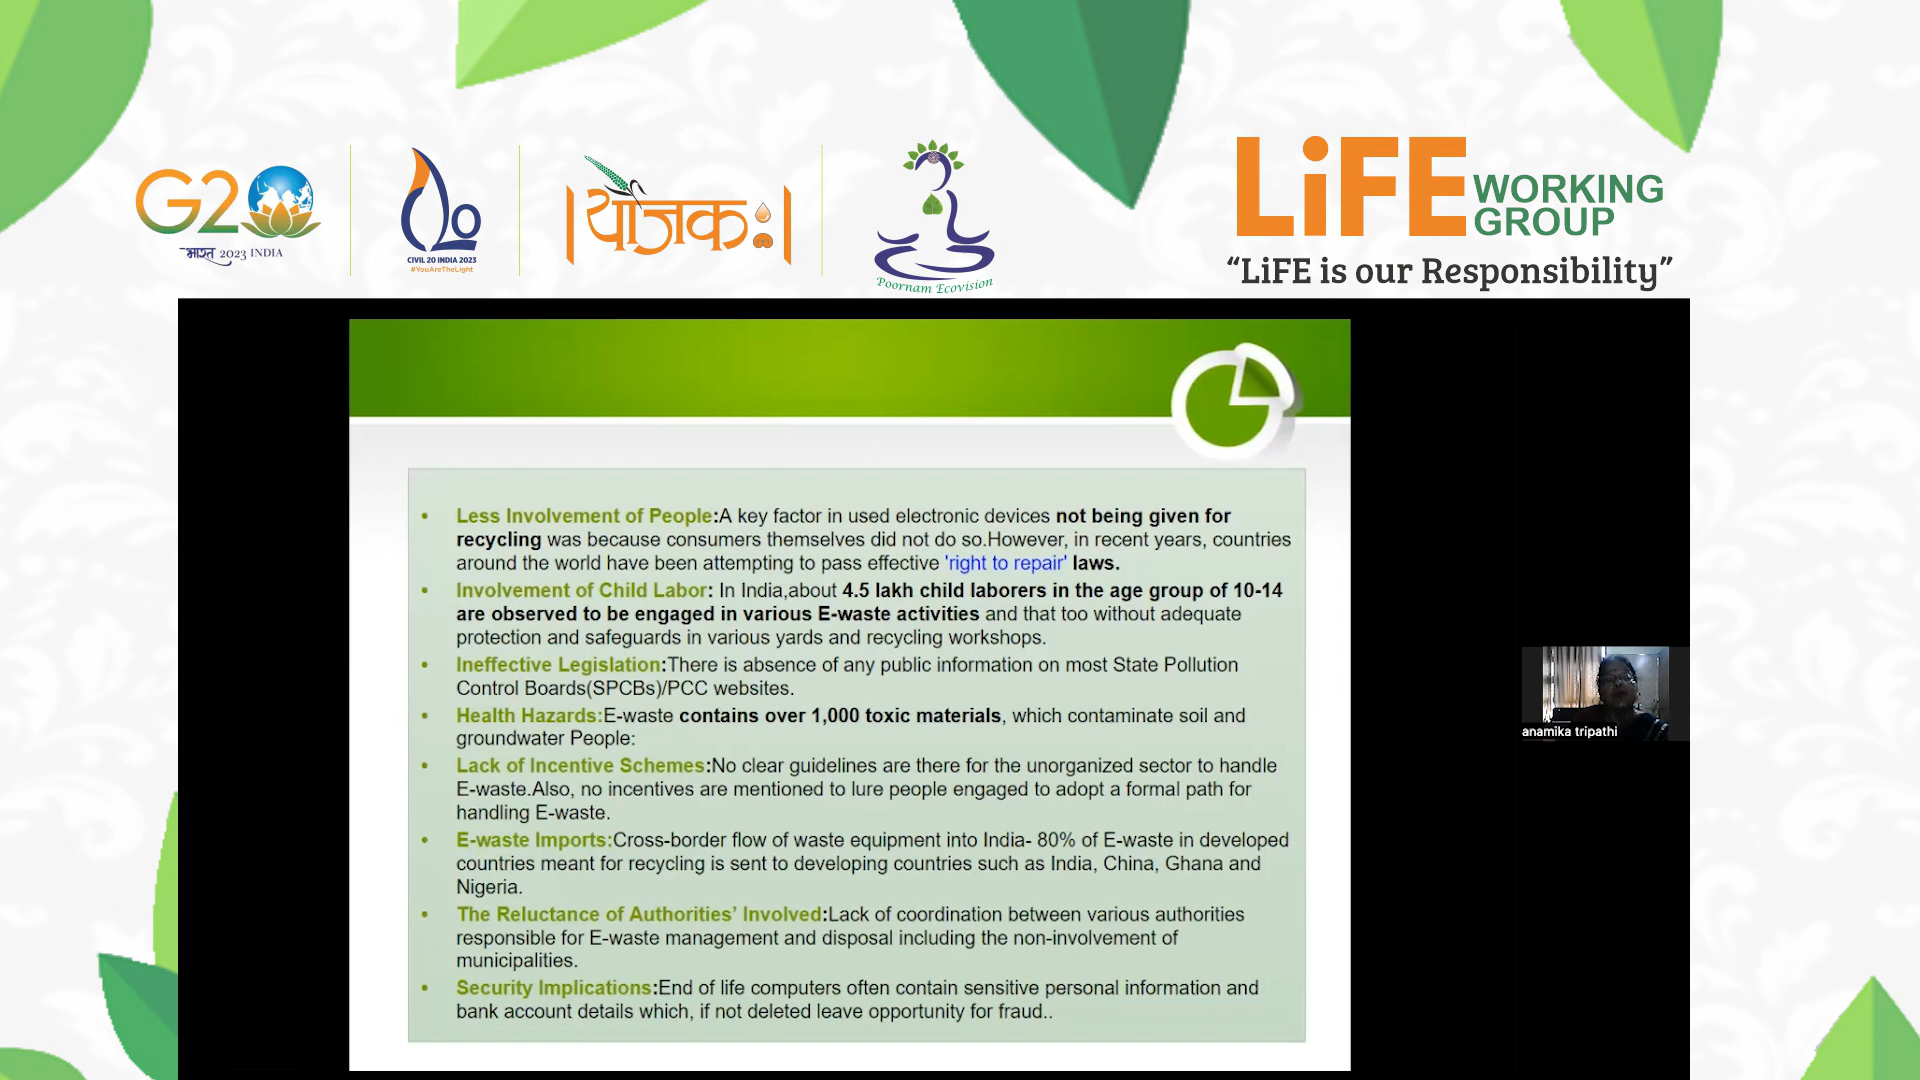 G20
भारत 2023 INDIA
CIVIL 20 INDIA 2023
#YouAreTheLight
याजक:
Poornam Ecovision
LiFE WORKING
GROUP
“LiFE is our Responsibility”
• Less Involvement of People:A key factor in used electronic devices not being given for
recycling was because consumers themselves did not do so.However, in recent years, countries
around the world have been attempting to pass effective 'right to repair' laws.
• Involvement of Child Labor: In India,about 4.5 lakh child laborers in the age group of 10-14
are observed to be engaged in various E-waste activities and that too without adequate
protection and safeguards in various yards and recycling workshops.
• Ineffective Legislation:There is absence of any public information on most State Pollution
Control Boards(SPCBs)/PCC websites.
• Health Hazards:E-waste contains over 1,000 toxic materials, which contaminate soil and
groundwater People:
• Lack of Incentive Schemes:No clear guidelines are there for the unorganized sector to handle
E-waste.Also, no incentives are mentioned to lure people engaged to adopt a formal path for
handling E-waste.
• E-waste Imports:Cross-border flow of waste equipment into India- 80% of E-waste in developed
countries meant for recycling is sent to developing countries such as India, China, Ghana and
Nigeria.
• The Reluctance of Authorities’ Involved:Lack of coordination between various authorities
responsible for E-waste management and disposal including the non-involvement of
municipalities.
• Security Implications:End of life computers often contain sensitive personal information and
bank account details which, if not deleted leave opportunity for fraud..
anamika tripathi